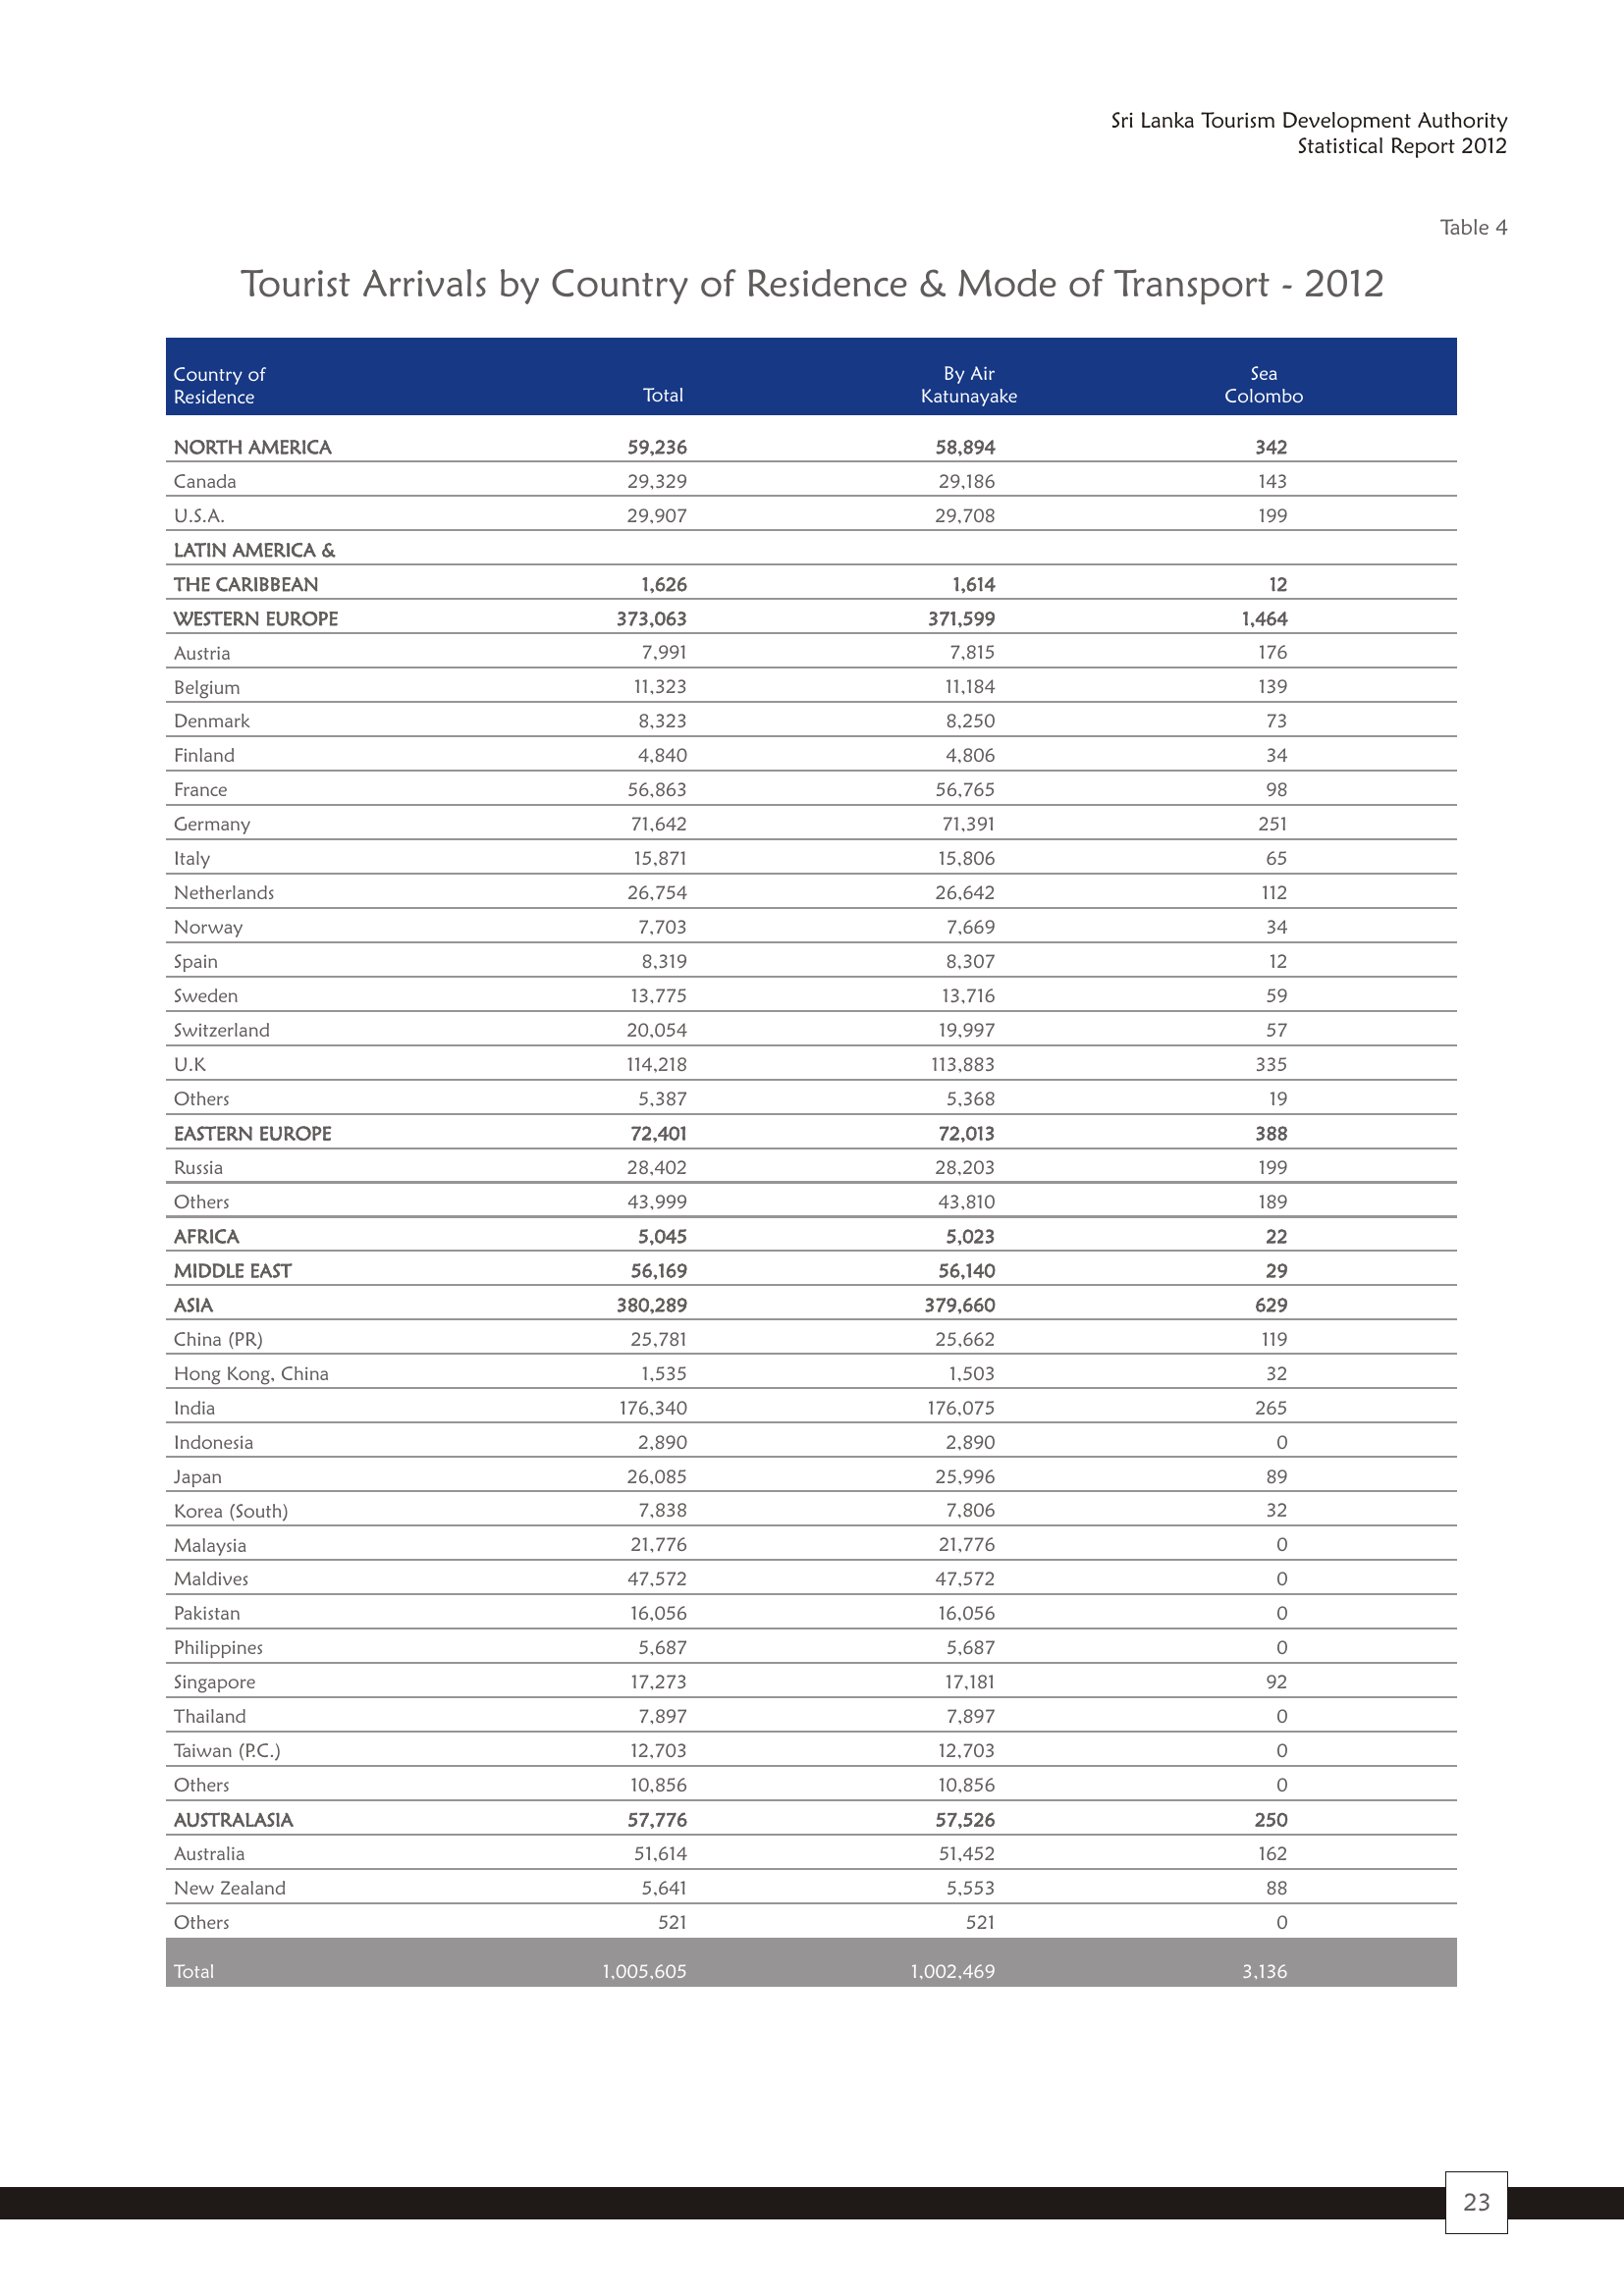 Sri Lanka Tourism Development Authority
Statistical Report 2012
Table 4
Tourist Arrivals by Country of Residence & Mode of Transport - 2012
Country of Residence Total By Air Katunayake Sea Colombo
NORTH AMERICA 59,236 58,894 342
Canada 29,329 29,186 143
U.S.A. 29,907 29,708 199
LATIN AMERICA &
THE CARIBBEAN 1,626 1,614 12
WESTERN EUROPE 373,063 371,599 1,464
Austria 7,991 7,815 176
Belgium 11,323 11,184 139
Denmark 8,323 8,250 73
Finland 4,840 4,806 34
France 56,863 56,765 98
Germany 71,642 71,391 251
Italy 15,871 15,806 65
Netherlands 26,754 26,642 112
Norway 7,703 7,669 34
Spain 8,319 8,307 12
Sweden 13,775 13,716 59
Switzerland 20,054 19,997 57
U.K 114,218 113,883 335
Others 5,387 5,368 19
EASTERN EUROPE 72,401 72,013 388
Russia 28,402 28,203 199
Others 43,999 43,810 189
AFRICA 5,045 5,023 22
MIDDLE EAST 56,169 56,140 29
ASIA 380,289 379,660 629
China (PR) 25,781 25,662 119
Hong Kong, China 1,535 1,503 32
India 176,340 176,075 265
Indonesia 2,890 2,890 0
Japan 26,085 25,996 89
Korea (South) 7,838 7,806 32
Malaysia 21,776 21,776 0
Maldives 47,572 47,572 0
Pakistan 16,056 16,056 0
Philippines 5,687 5,687 0
Singapore 17,273 17,181 92
Thailand 7,897 7,897 0
Taiwan (P.C.) 12,703 12,703 0
Others 10,856 10,856 0
AUSTRALASIA 57,776 57,526 250
Australia 51,614 51,452 162
New Zealand 5,641 5,553 88
Others 521 521 0
Total 1,005,605 1,002,469 3,136
23